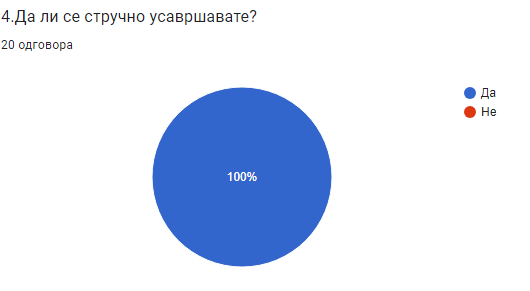 4.Да ли се стручно усавршавате?
20 одговора
Да
Не
100%